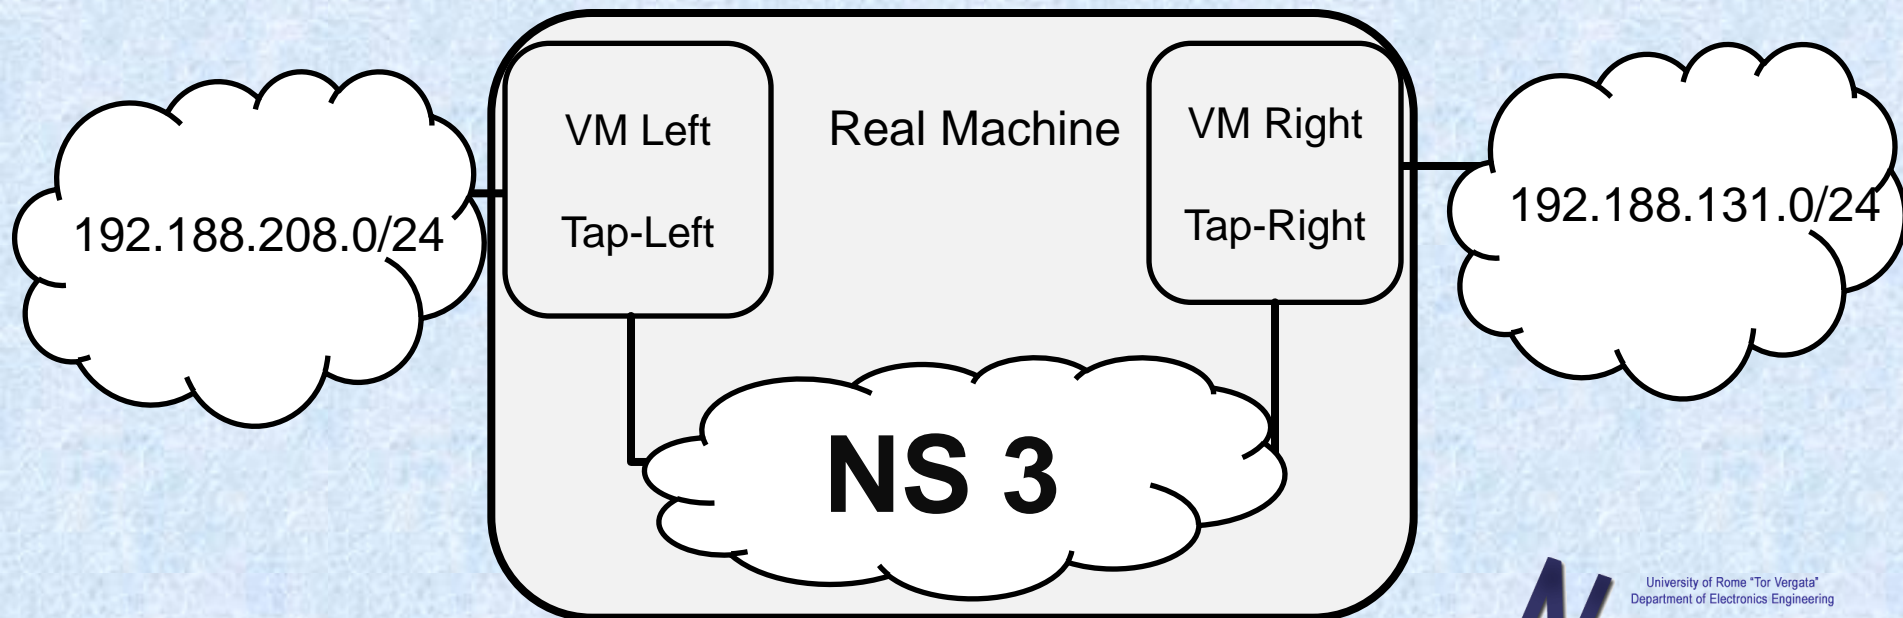 192.188.208.0/24
VM Left
Tap-Left
Real Machine
VM Right
Tap-Right
192.188.131.0/24
NS 3
University of Rome "Tor Vergata"
Department of Electronics Engineering